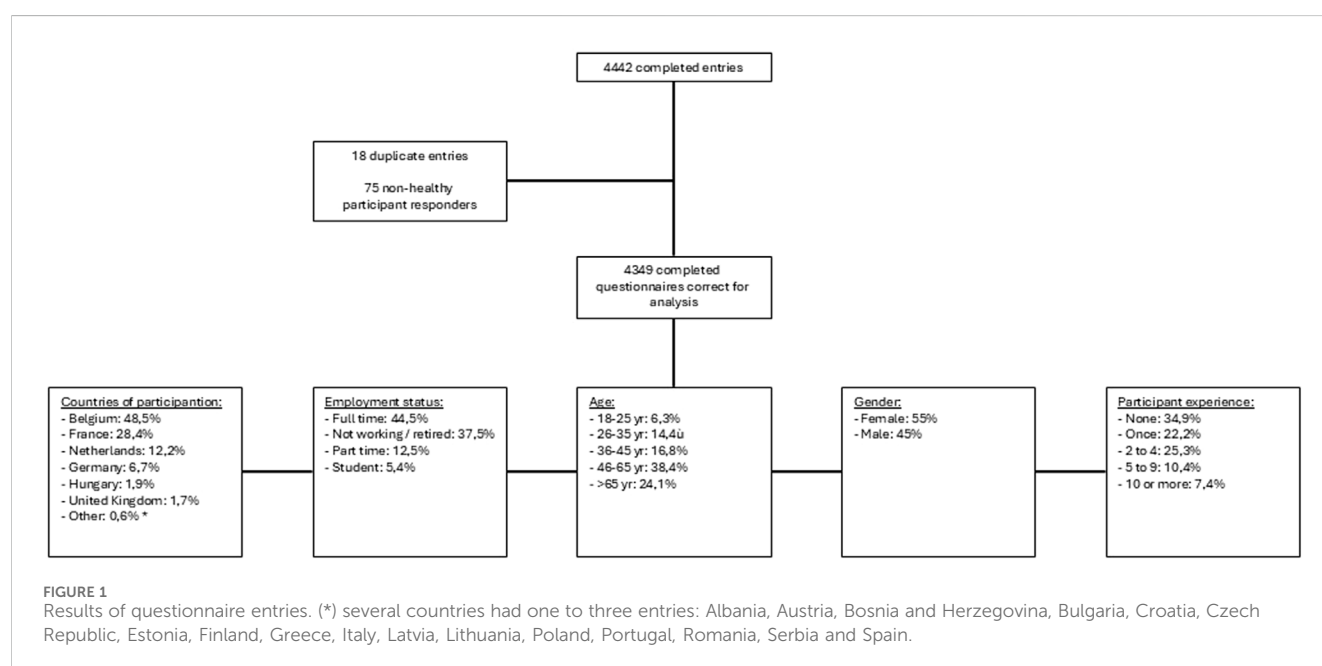 4442 completed entries
18 duplicate entries
75 non-healthy
participant responders
4349 completed
questionnaires correct for
analysis
Countries of participantion:
- Belgium: 48,5%
- France: 28,4%
- Netherlands: 12,2%
- Germany: 6,7%
- Hungary: 1,9%
- United Kingdom: 1,7%
- Other: 0,6% *
Employment status:
- Full time: 44,5%
- Not working / retired: 37,5%
- Part time: 12,5%
- Student: 5,4%
Age:
- 18-25 yr: 6,3%
- 26-35 yr: 14,4ù
- 36-45 yr: 16,8%
- 46-65 yr: 38,4%
- >65 yr: 24,1%
Gender:
- Female: 55%
- Male: 45%
Participant experience:
- None: 34,9%
- Once: 22,2%
- 2 to 4: 25,3%
- 5 to 9: 10,4%
- 10 or more: 7,4%
FIGURE 1
Results of questionnaire entries. (*) several countries had one to three entries: Albania, Austria, Bosnia and Herzegovina, Bulgaria, Croatia, Czech
Republic, Estonia, Finland, Greece, Italy, Latvia, Lithuania, Poland, Portugal, Romania, Serbia and Spain.